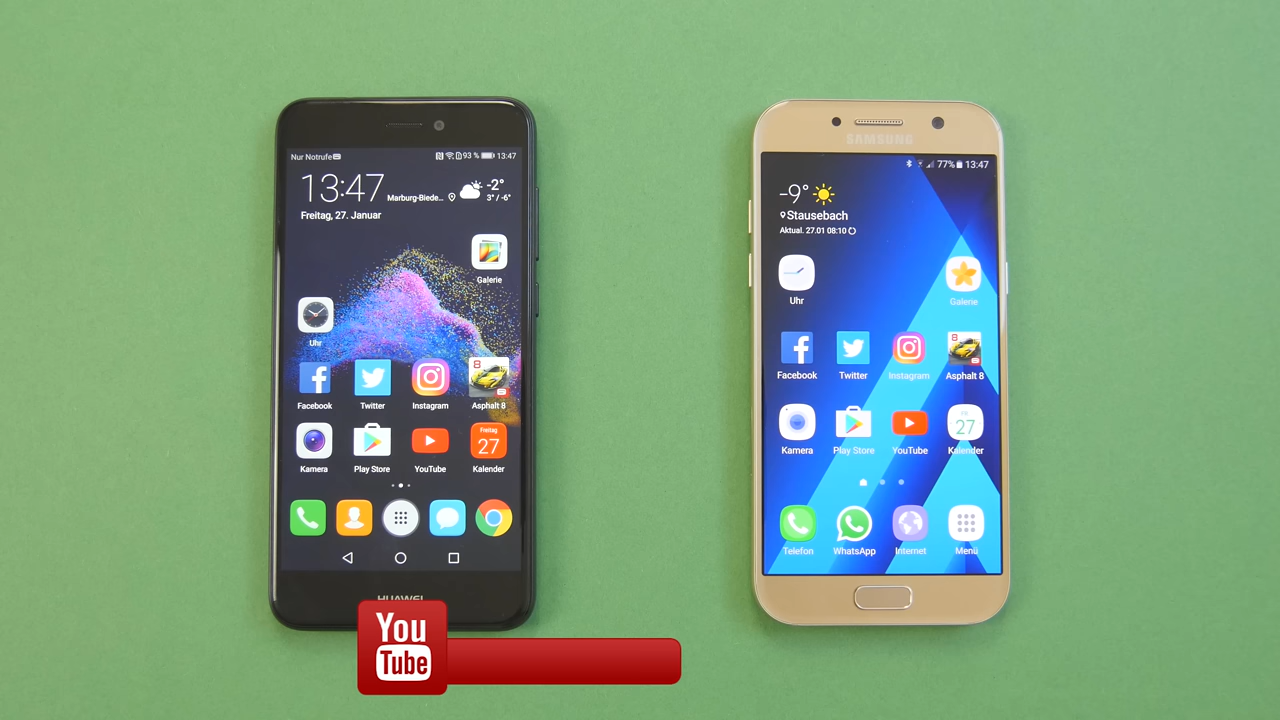 Nur Notrufe
93 %
13:47
13:47
Marburg-Biede...
-2°
3° / -6°
Freitag, 27. Januar
Galerie
Uhr
Facebook
Twitter
Instagram
8
Asphalt 8
Freitag
27
Kamera
Play Store
YouTube
Kalender
HUAWEI
SAMSUNG
77%
13:47
-9°
Stausebach
Aktual. 27.01 08:10
Uhr
Galerie
Facebook
Twitter
Instagram
8
Asphalt 8
27
Kamera
Play Store
YouTube
Kalender
Telefon
WhatsApp
Internet
Menü
You
Tube